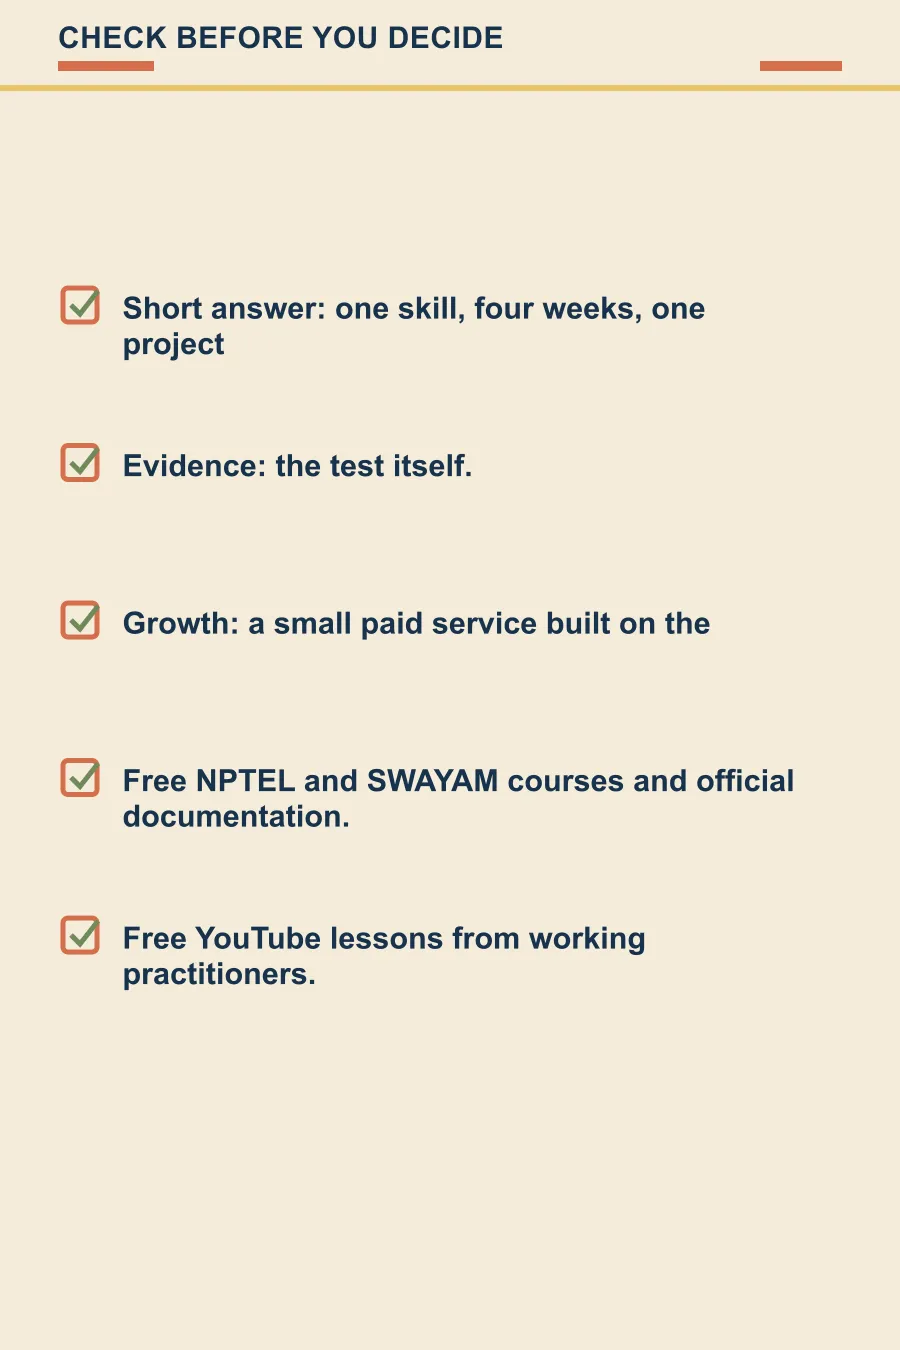 CHECK BEFORE YOU DECIDE
Short answer: one skill, four weeks, one
project
Evidence: the test itself.
Growth: a small paid service built on the
Free NPTEL and SWAYAM courses and official
documentation.
Free YouTube lessons from working
practitioners.